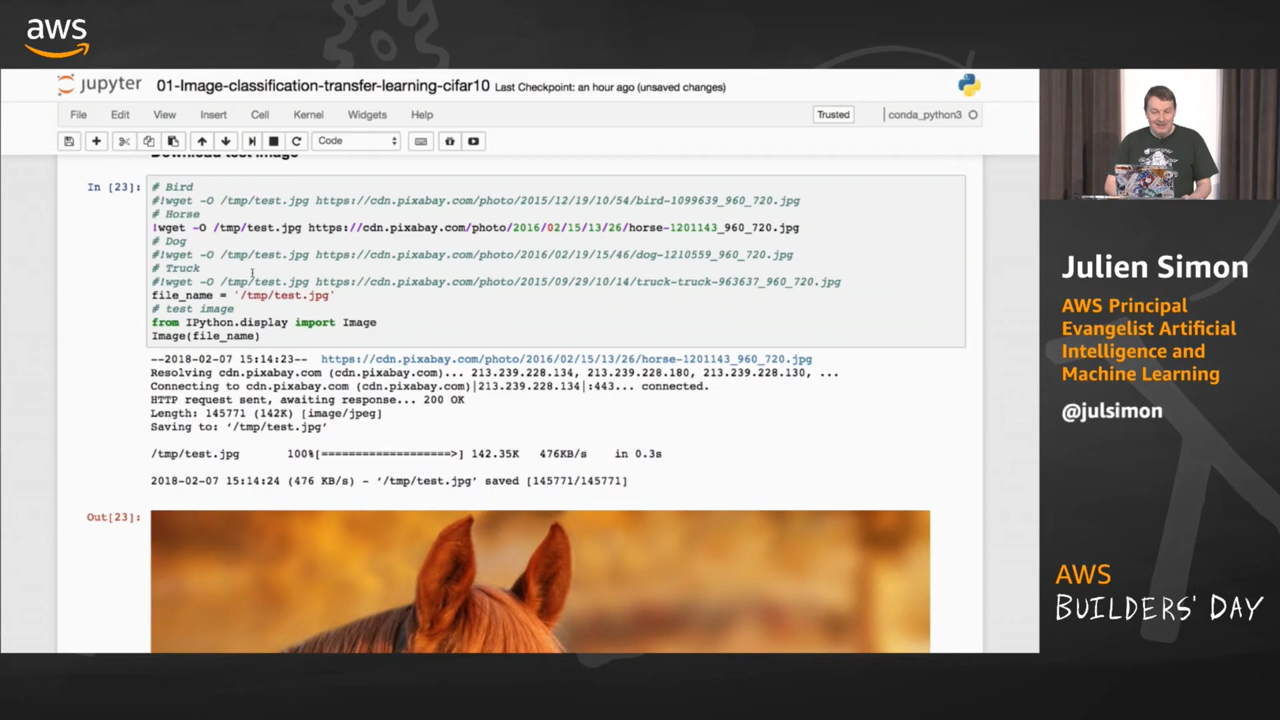 aws
jupyter 01-Image-classification-transfer-learning-cifar10 Last Checkpoint: an hour ago (unsaved changes)
File Edit View Insert Cell Kernel Widgets Help Trusted conda_python3
Code
Download test image
In [23]:
# Bird
#!wget -O /tmp/test.jpg https://cdn.pixabay.com/photo/2015/12/19/10/54/bird-1099639_960_720.jpg
# Horse
!wget -O /tmp/test.jpg https://cdn.pixabay.com/photo/2016/02/15/13/26/horse-1201143_960_720.jpg
# Dog
#!wget -O /tmp/test.jpg https://cdn.pixabay.com/photo/2016/02/19/15/46/dog-1210559_960_720.jpg
# Truck
#!wget -O /tmp/test.jpg https://cdn.pixabay.com/photo/2015/09/29/10/14/truck-truck-963637_960_720.jpg
file_name = '/tmp/test.jpg'
# test image
from IPython.display import Image
Image(file_name)
--2018-02-07 15:14:23-- https://cdn.pixabay.com/photo/2016/02/15/13/26/horse-1201143_960_720.jpg
Resolving cdn.pixabay.com (cdn.pixabay.com)... 213.239.228.134, 213.239.228.180, 213.239.228.130, ...
Connecting to cdn.pixabay.com (cdn.pixabay.com)|213.239.228.134|:443... connected.
HTTP request sent, awaiting response... 200 OK
Length: 145771 (142K) [image/jpeg]
Saving to: ‘/tmp/test.jpg’
/tmp/test.jpg 100%[===================>] 142.35K 476KB/s in 0.3s
2018-02-07 15:14:24 (476 KB/s) - ‘/tmp/test.jpg’ saved [145771/145771]
Out[23]:
Julien Simon
AWS Principal
Evangelist Artificial
Intelligence and
Machine Learning
@julsimon
AWS
BUILDERS' DAY